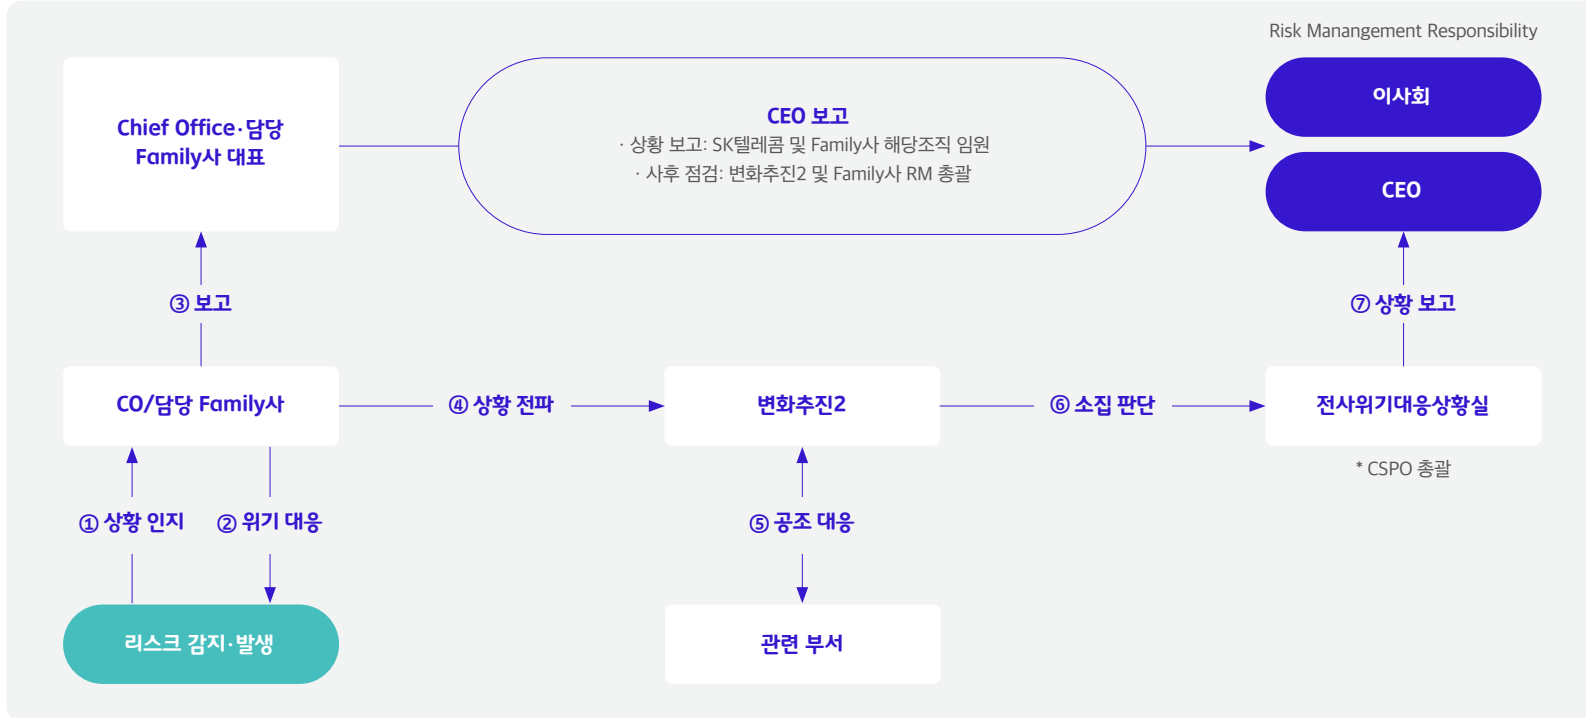 Risk Manangement Responsibility
Chief Office·담당
Family사 대표
CEO 보고
· 상황 보고: SK텔레콤 및 Family사 해당조직 임원
· 사후 점검: 변화추진2 및 Family사 RM 총괄
이사회
CEO
③ 보고
⑦ 상황 보고
CO/담당 Family사
④ 상황 전파
변화추진2
⑥ 소집 판단
전사위기대응상황실
* CSPO 총괄
① 상황 인지
② 위기 대응
⑤ 공조 대응
리스크 감지·발생
관련 부서